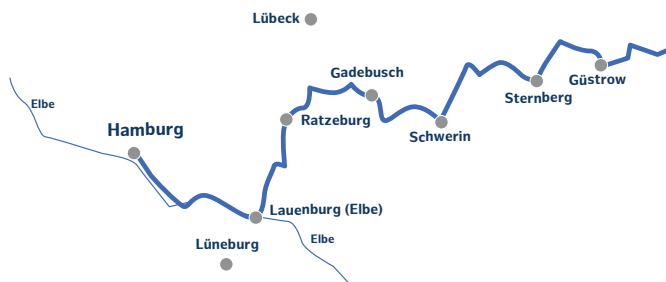 Lübeck
Gadebusch
Elbe
Hamburg
Ratzeburg
Schwerin
Sternberg
Güstrow
Lauenburg (Elbe)
Lüneburg
Elbe